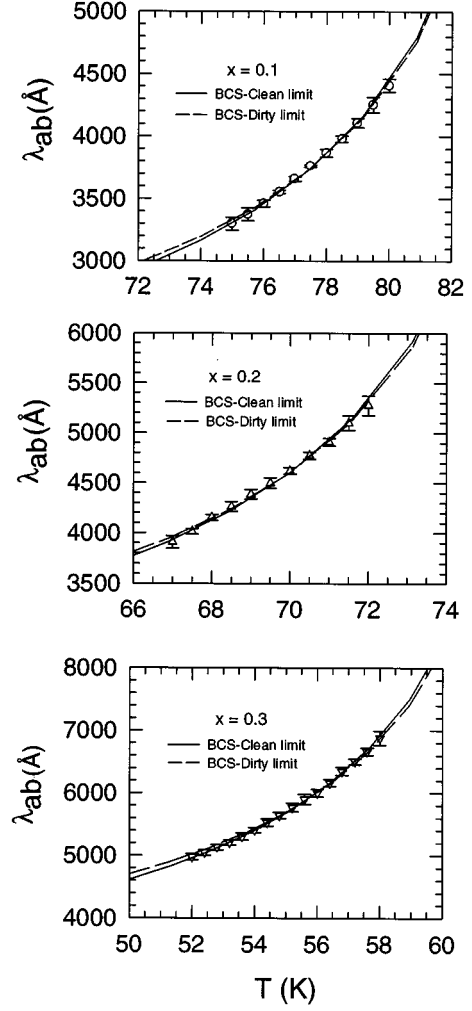 5000
4500
4000
3500
3000
λab(Å)
x = 0.1
BCS-Clean limit
BCS-Dirty limit
72 74 76 78 80 82
6000
5500
5000
4500
4000
3500
λab(Å)
x = 0.2
BCS-Clean limit
BCS-Dirty limit
66 68 70 72 74
8000
7000
6000
5000
4000
λab(Å)
x = 0.3
BCS-Clean limit
BCS-Dirty limit
50 52 54 56 58 60
T (K)